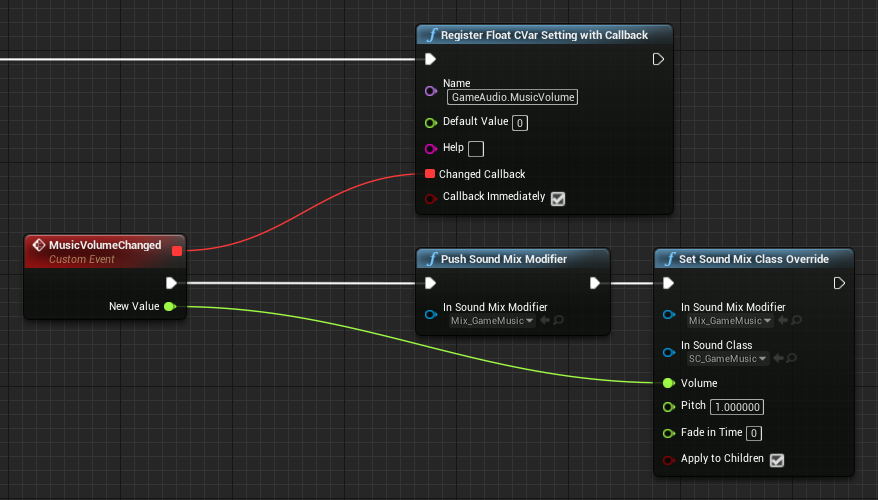 Register Float CVar Setting with Callback
Name
GameAudio.MusicVolume
Default Value 0
Help
Changed Callback
Callback Immediately
MusicVolumeChanged
Custom Event
New Value
Push Sound Mix Modifier
In Sound Mix Modifier
Mix_GameMusic
Set Sound Mix Class Override
In Sound Mix Modifier
Mix_GameMusic
In Sound Class
SC_GameMusic
Volume
Pitch 1.000000
Fade in Time 0
Apply to Children